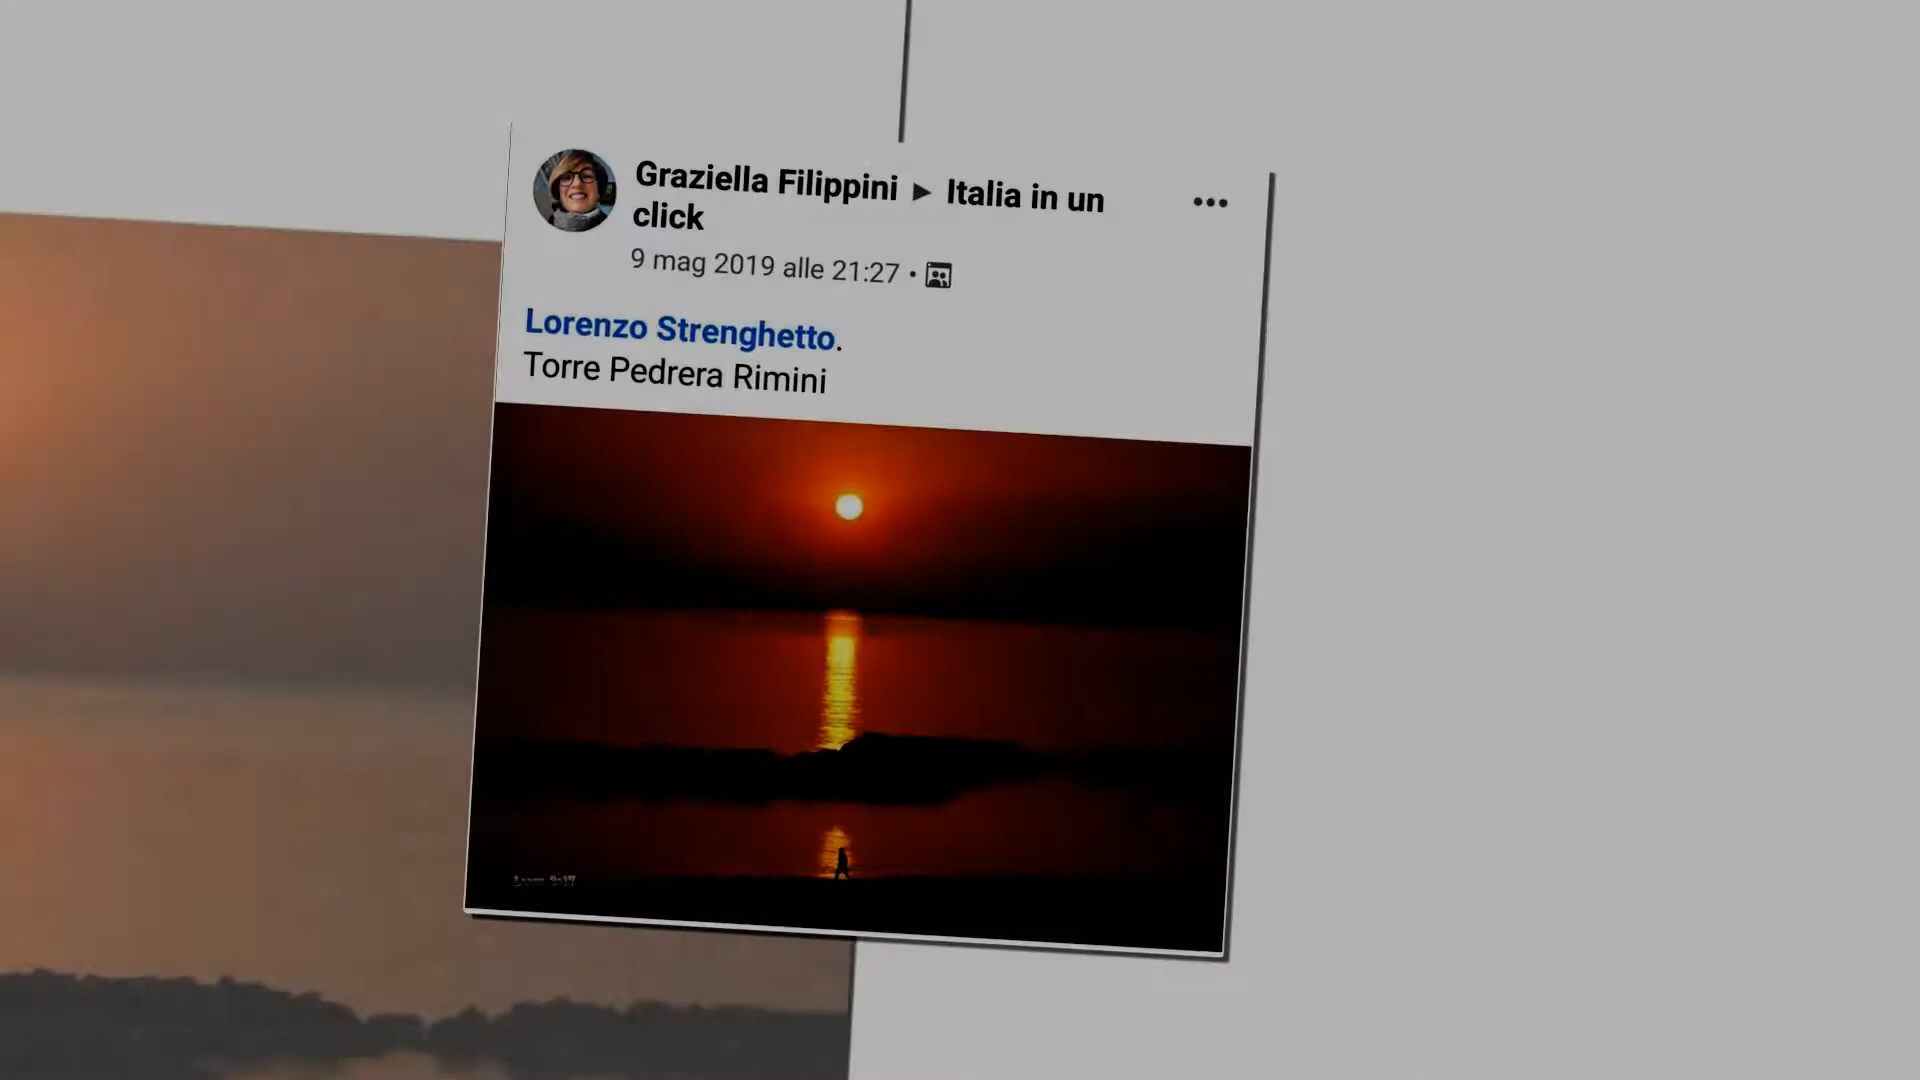 Graziella Filippini ▸ Italia in un
click
9 mag 2019 alle 21:27 •
Lorenzo Strenghetto.
Torre Pedrera Rimini